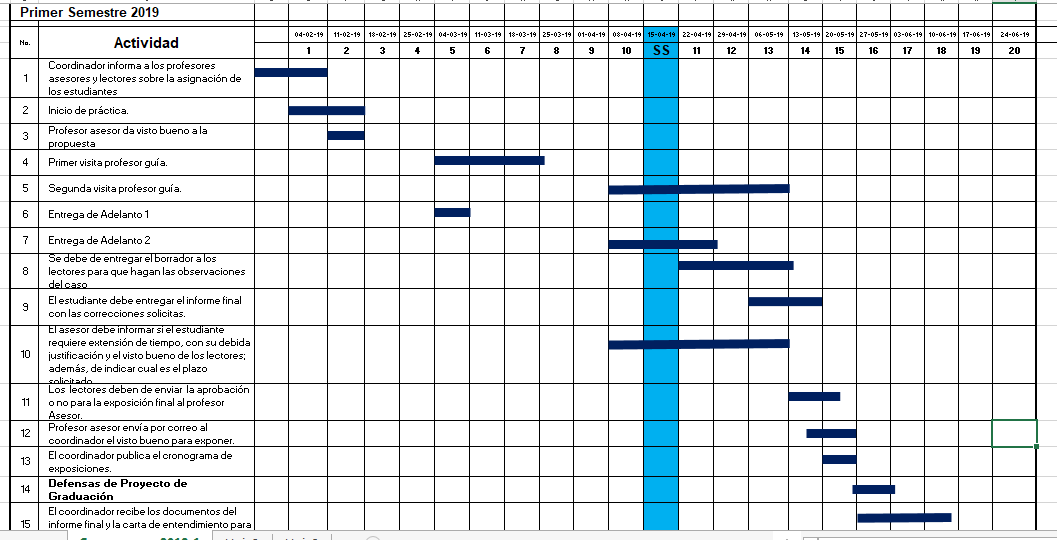 Primer Semestre 2019
No.
Actividad
04-02-19 11-02-19 18-02-19 25-02-19 04-03-19 11-03-19 18-03-19 25-03-19 01-04-19 08-04-19 15-04-19 22-04-19 29-04-19 06-05-19 13-05-19 20-05-19 27-05-19 03-06-19 10-06-19 17-06-19 24-06-19
1 2 3 4 5 6 7 8 9 10 SS 11 12 13 14 15 16 17 18 19 20
1
Coordinador informa a los profesores
asesores y lectores sobre la asignación de
los estudiantes
2 Inicio de práctica.
3
Profesor asesor da visto bueno a la
propuesta
4 Primer visita profesor guía.
5 Segunda visita profesor guía.
6 Entrega de Adelanto 1
7 Entrega de Adelanto 2
8
Se debe de entregar el borrador a los
lectores para que hagan las observaciones
del caso
9
El estudiante debe entregar el informe final
con las correcciones solicitas.
10
El asesor debe informar si el estudiante
requiere extensión de tiempo, con su debida
justificación y el visto bueno de los lectores;
además, de indicar cual es el plazo
solicitado
11
Los lectores deben de enviar la aprobación
o no para la exposición final al profesor
Asesor.
12
Profesor asesor envía por correo al
coordinador el visto bueno para exponer.
13
El coordinador publica el cronograma de
exposiciones.
14
Defensas de Proyecto de
Graduación
15
El coordinador recibe los documentos del
informe final y la carta de entendimiento para